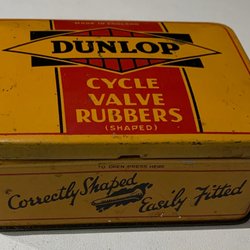 MADE IN ENGLAND
DUNLOP
CYCLE
VALVE
RUBBERS
(SHAPED)
TO OPEN PRESS HERE
Correctly Shaped
Easily Fitted